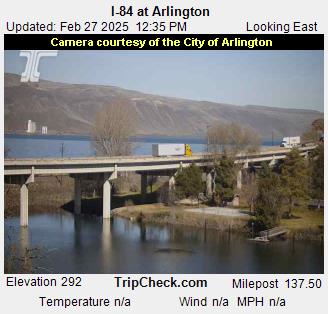 I-84 at Arlington
Updated: Feb 27 2025 12:35 PM Looking East
Camera courtesy of the City of Arlington
Elevation 292 TripCheck.com Milepost 137.50
Temperature n/a Wind n/a MPH n/a